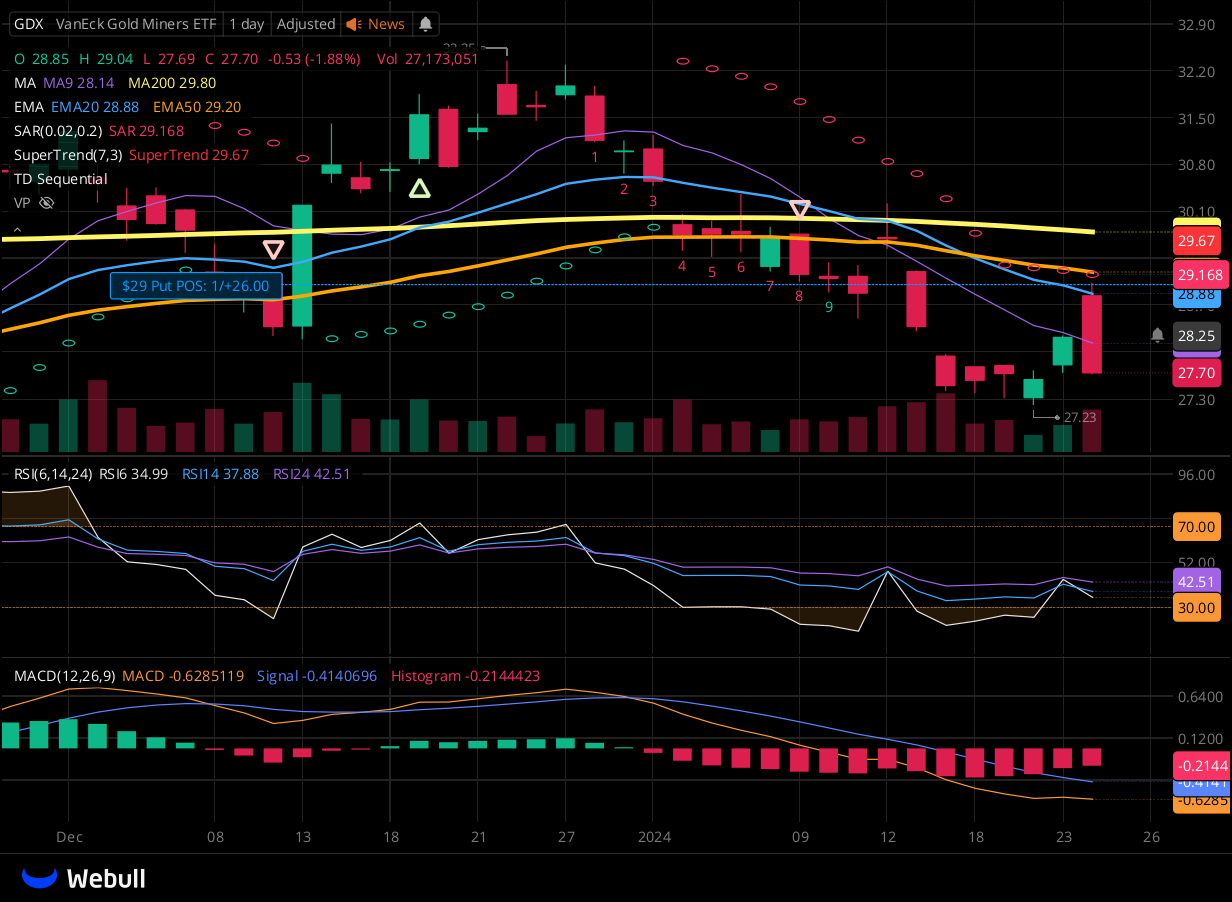 GDX VanEck Gold Miners ETF 1 day Adjusted News
O 28.85 H 29.04 L 27.69 C 27.70 -0.53 (-1.88%) Vol 27,173,051
MA MA9 28.14 MA200 29.80
EMA EMA20 28.88 EMA50 29.20
SAR(0.02,0.2) SAR 29.168
SuperTrend(7,3) SuperTrend 29.67
TD Sequential
VP
32.90
32.20
31.50
30.80
30.10
29.67
29.168
28.88
28.25
27.70
27.30
1
2
3
4
5
6
7
8
9
$29 Put POS: 1/+26.00
27.23
RSI(6,14,24) RSI6 34.99 RSI14 37.88 RSI24 42.51
96.00
70.00
52.00
42.51
30.00
MACD(12,26,9) MACD -0.6285119 Signal -0.4140696 Histogram -0.2144423
0.6400
0.1200
-0.2144
-0.4141
-0.6285
Dec 08 13 18 21 27 2024 09 12 18 23 26
Webull